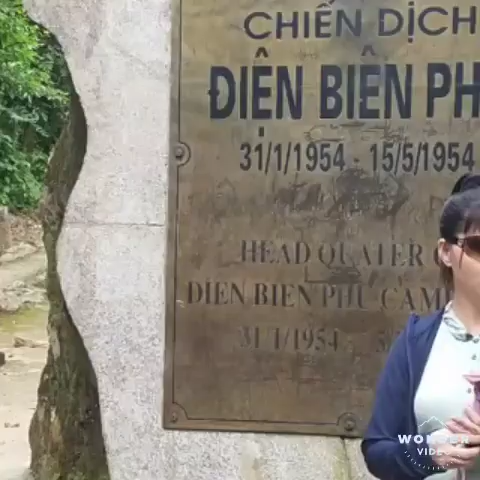 CHIẾN DỊCH
ĐIỆN BIÊN PH
31/1/1954 - 15/5/1954
HEAD QUATER
DIEN BIEN PHU CAM
31/1/1954
WONDER
VIDEO